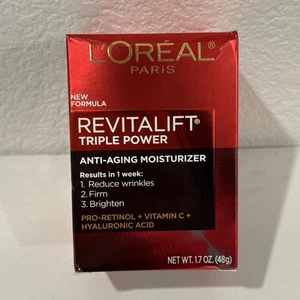 L'ORÉAL
PARIS
NEW
FORMULA
REVITALIFT®
TRIPLE POWER
ANTI-AGING MOISTURIZER
Results in 1 week:
1. Reduce wrinkles
2. Firm
3. Brighten
PRO-RETINOL + VITAMIN C +
HYALURONIC ACID
NET WT. 1.7 OZ. (48g)